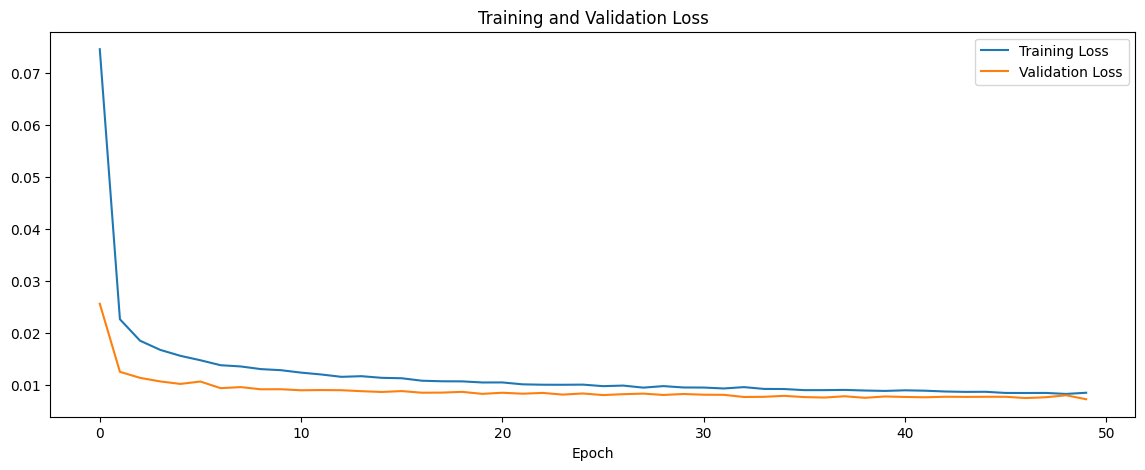 Training and Validation Loss
Training Loss
Validation Loss
0.07
0.06
0.05
0.04
0.03
0.02
0.01
0 10 20 30 40 50
Epoch